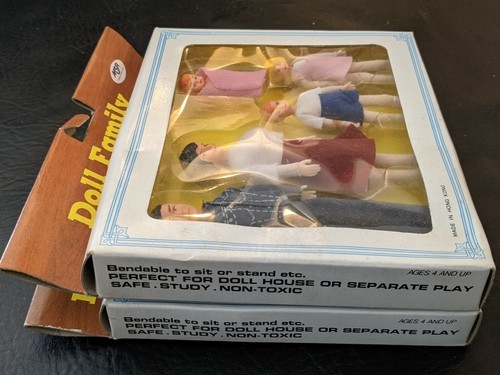 Doll Family
MADE IN HONG KONG
Bendable to sit or stand etc.
AGES 4 AND UP
PERFECT FOR DOLL HOUSE OR SEPARATE PLAY
SAFE . STUDY . NON-TOXIC
Bendable to sit or stand etc.
AGES 4 AND UP
PERFECT FOR DOLL HOUSE OR SEPARATE PLAY
SAFE . STUDY . NON-TOXIC